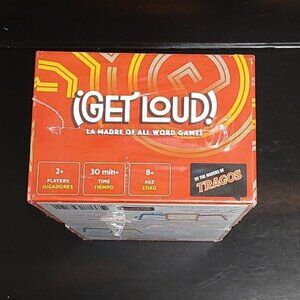 ¡GET LOUD!
LA MADRE OF ALL WORD GAMES
2+
PLAYERS
JUGADORES
30 min+
TIME
TIEMPO
8+
AGE
EDAD
BY THE MAKERS OF
TRAGOS